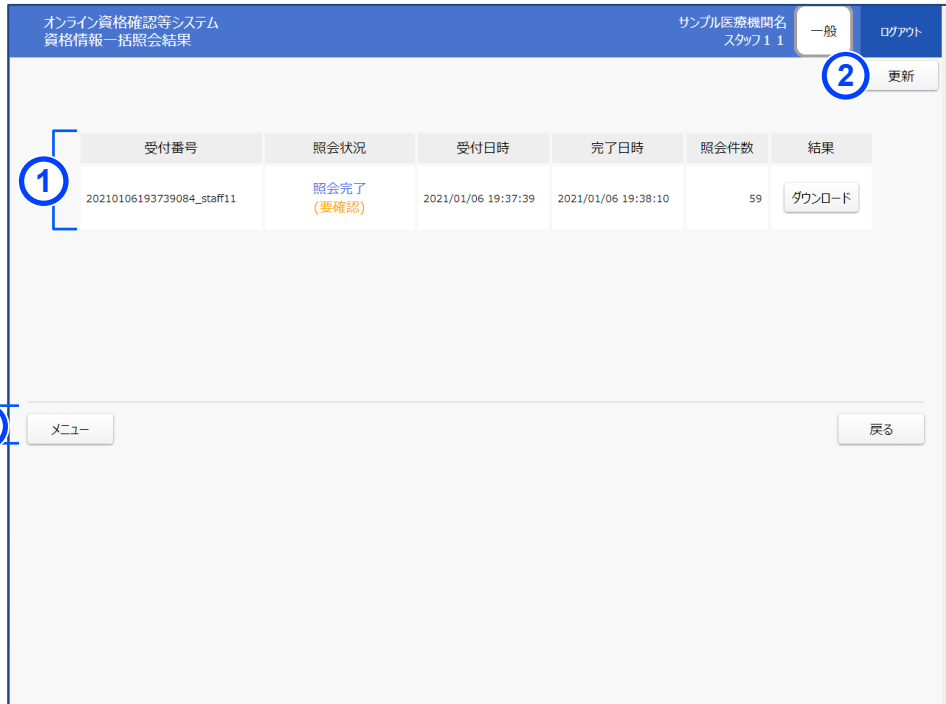 オンライン資格確認等システム
資格情報一括照会結果
サンプル医療機関名
スタッフ１１
一般
ログアウト
2
更新
1
受付番号 照会状況 受付日時 完了日時 照会件数 結果
20210106193739084_staff11 照会完了 2021/01/06 19:37:39 2021/01/06 19:38:10 59 ダウンロード
(要確認)
メニュー 戻る